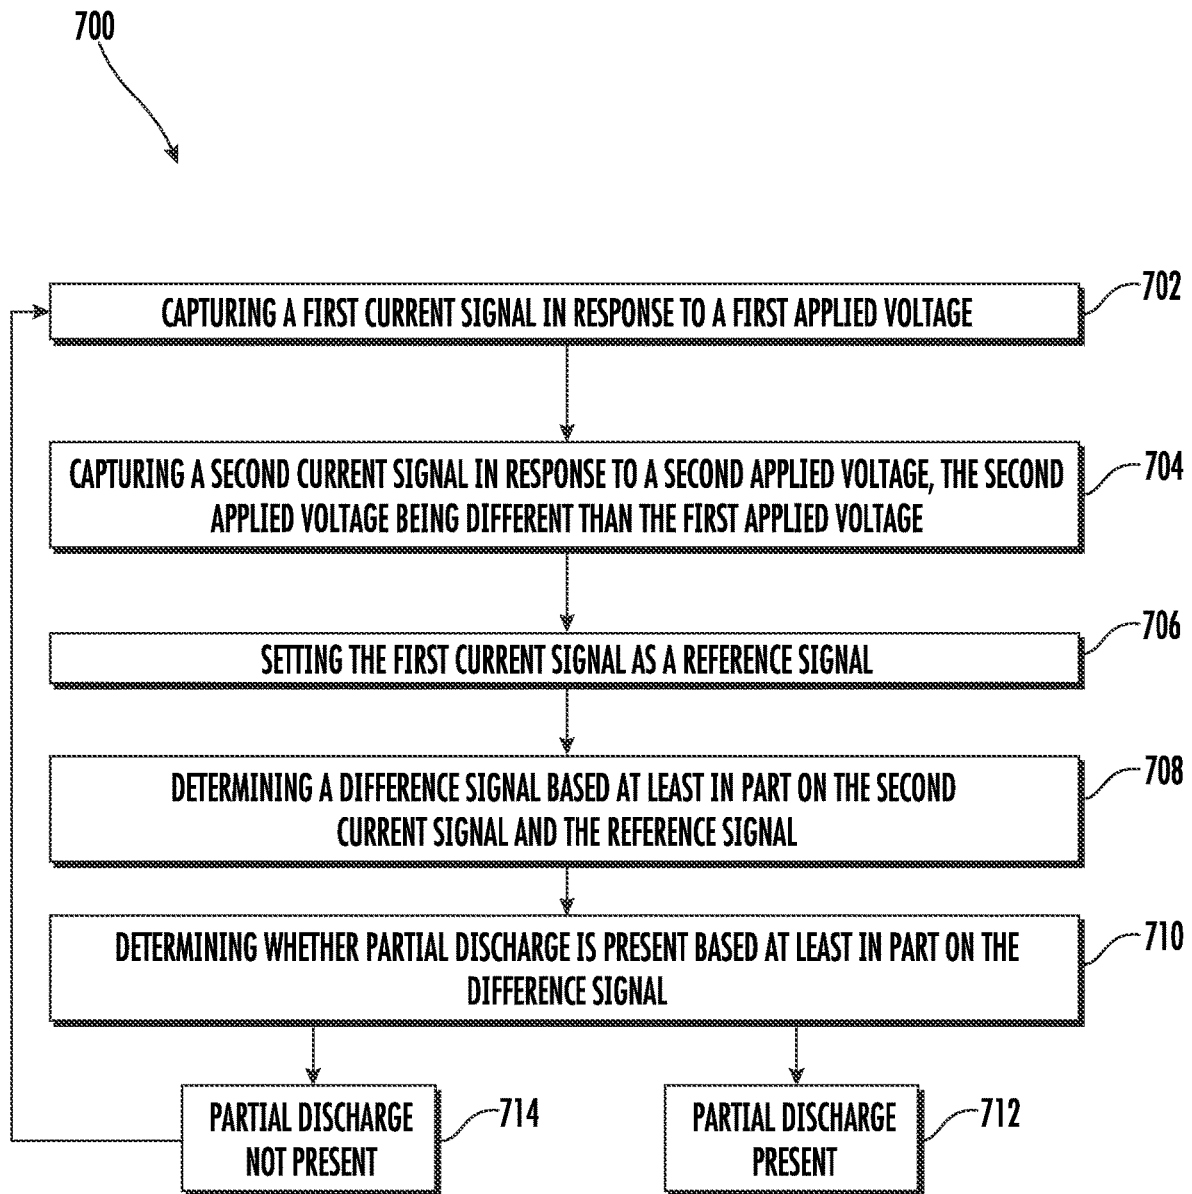 700
CAPTURING A FIRST CURRENT SIGNAL IN RESPONSE TO A FIRST APPLIED VOLTAGE
702
CAPTURING A SECOND CURRENT SIGNAL IN RESPONSE TO A SECOND APPLIED VOLTAGE, THE SECOND
APPLIED VOLTAGE BEING DIFFERENT THAN THE FIRST APPLIED VOLTAGE
704
SETTING THE FIRST CURRENT SIGNAL AS A REFERENCE SIGNAL
706
DETERMINING A DIFFERENCE SIGNAL BASED AT LEAST IN PART ON THE SECOND
CURRENT SIGNAL AND THE REFERENCE SIGNAL
708
DETERMINING WHETHER PARTIAL DISCHARGE IS PRESENT BASED AT LEAST IN PART ON THE
DIFFERENCE SIGNAL
710
PARTIAL DISCHARGE
NOT PRESENT
714
PARTIAL DISCHARGE
PRESENT
712